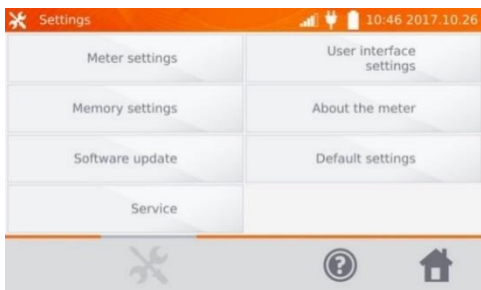 Settings
10:46 2017.10.26
Meter settings
User interface
settings
Memory settings
About the meter
Software update
Default settings
Service
?